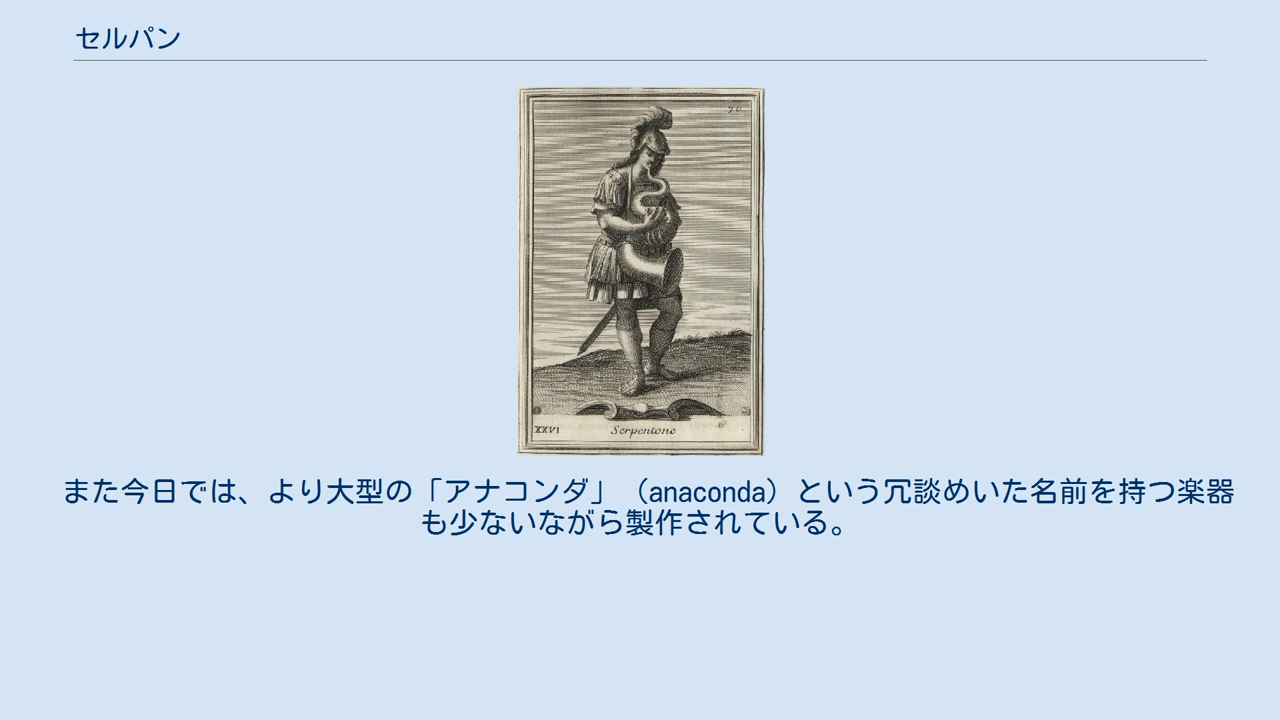 セルパン
70
XXVI
Serpentone
また今日では、より大型の「アナコンダ」（anaconda）という冗談めいた名前を持つ楽器
も少ないながら製作されている。